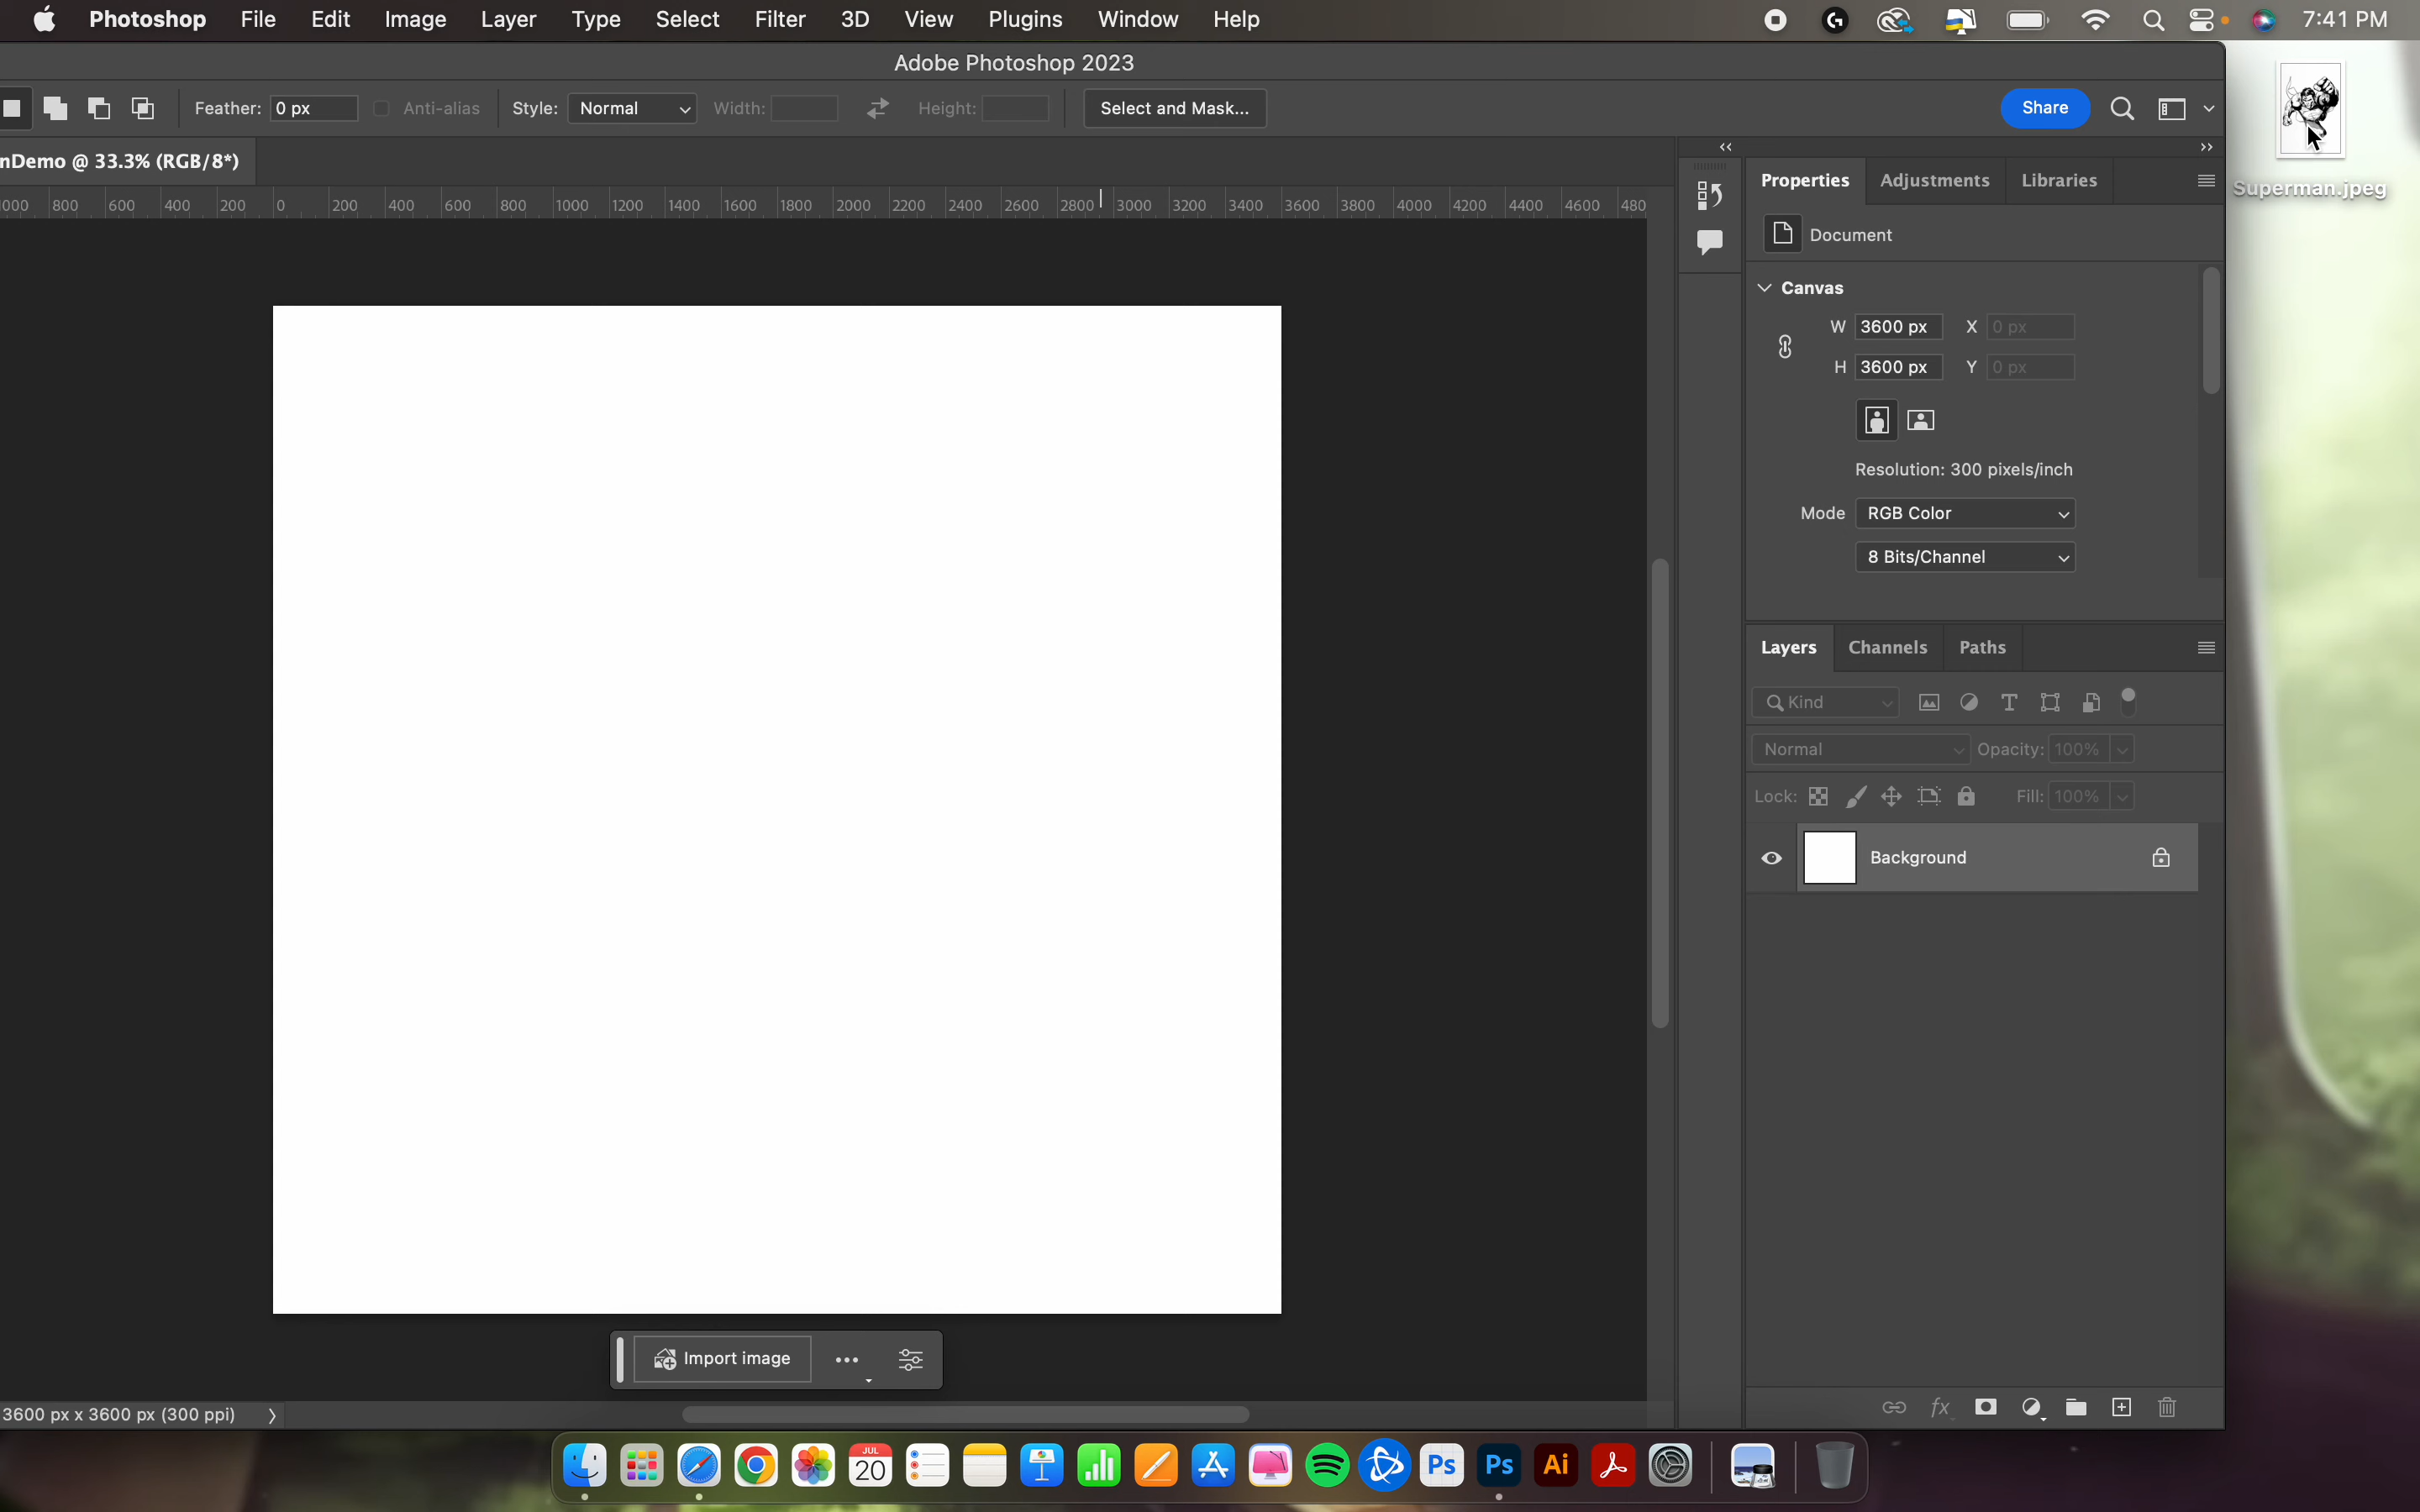 Photoshop File Edit Image Layer Type Select Filter 3D View Plugins Window Help 7:41 PM
Adobe Photoshop 2023
Feather: 0 px Anti-alias Style: Normal Width: Height: Select and Mask... Share
nDemo @ 33.3% (RGB/8*)
000 800 600 400 200 0 200 400 600 800 1000 1200 1400 1600 1800 2000 2200 2400 2600 2800 3000 3200 3400 3600 3800 4000 4200 4400 4600 480
Superman.jpeg
Properties Adjustments Libraries
Document
Canvas
W 3600 px X 0 px
H 3600 px Y 0 px
Resolution: 300 pixels/inch
Mode RGB Color
8 Bits/Channel
Layers Channels Paths
Kind
Normal Opacity: 100%
Lock: Fill: 100%
Background
Import image
fx
3600 px x 3600 px (300 ppi)
JUL
20
Ps Ps Ai